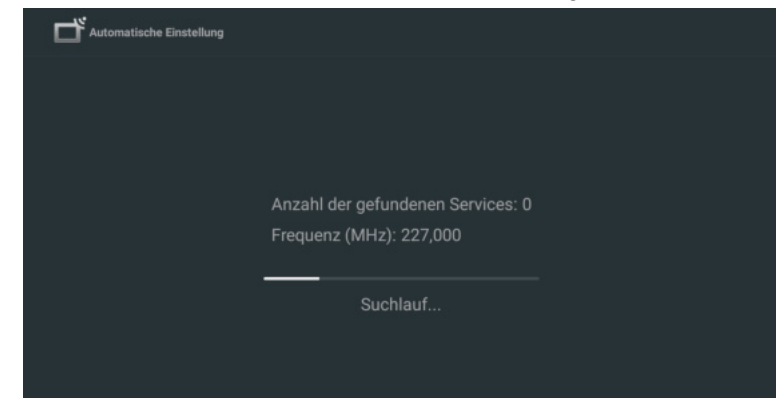 Automatische Einstellung
Anzahl der gefundenen Services: 0
Frequenz (MHz): 227,000
Suchlauf...